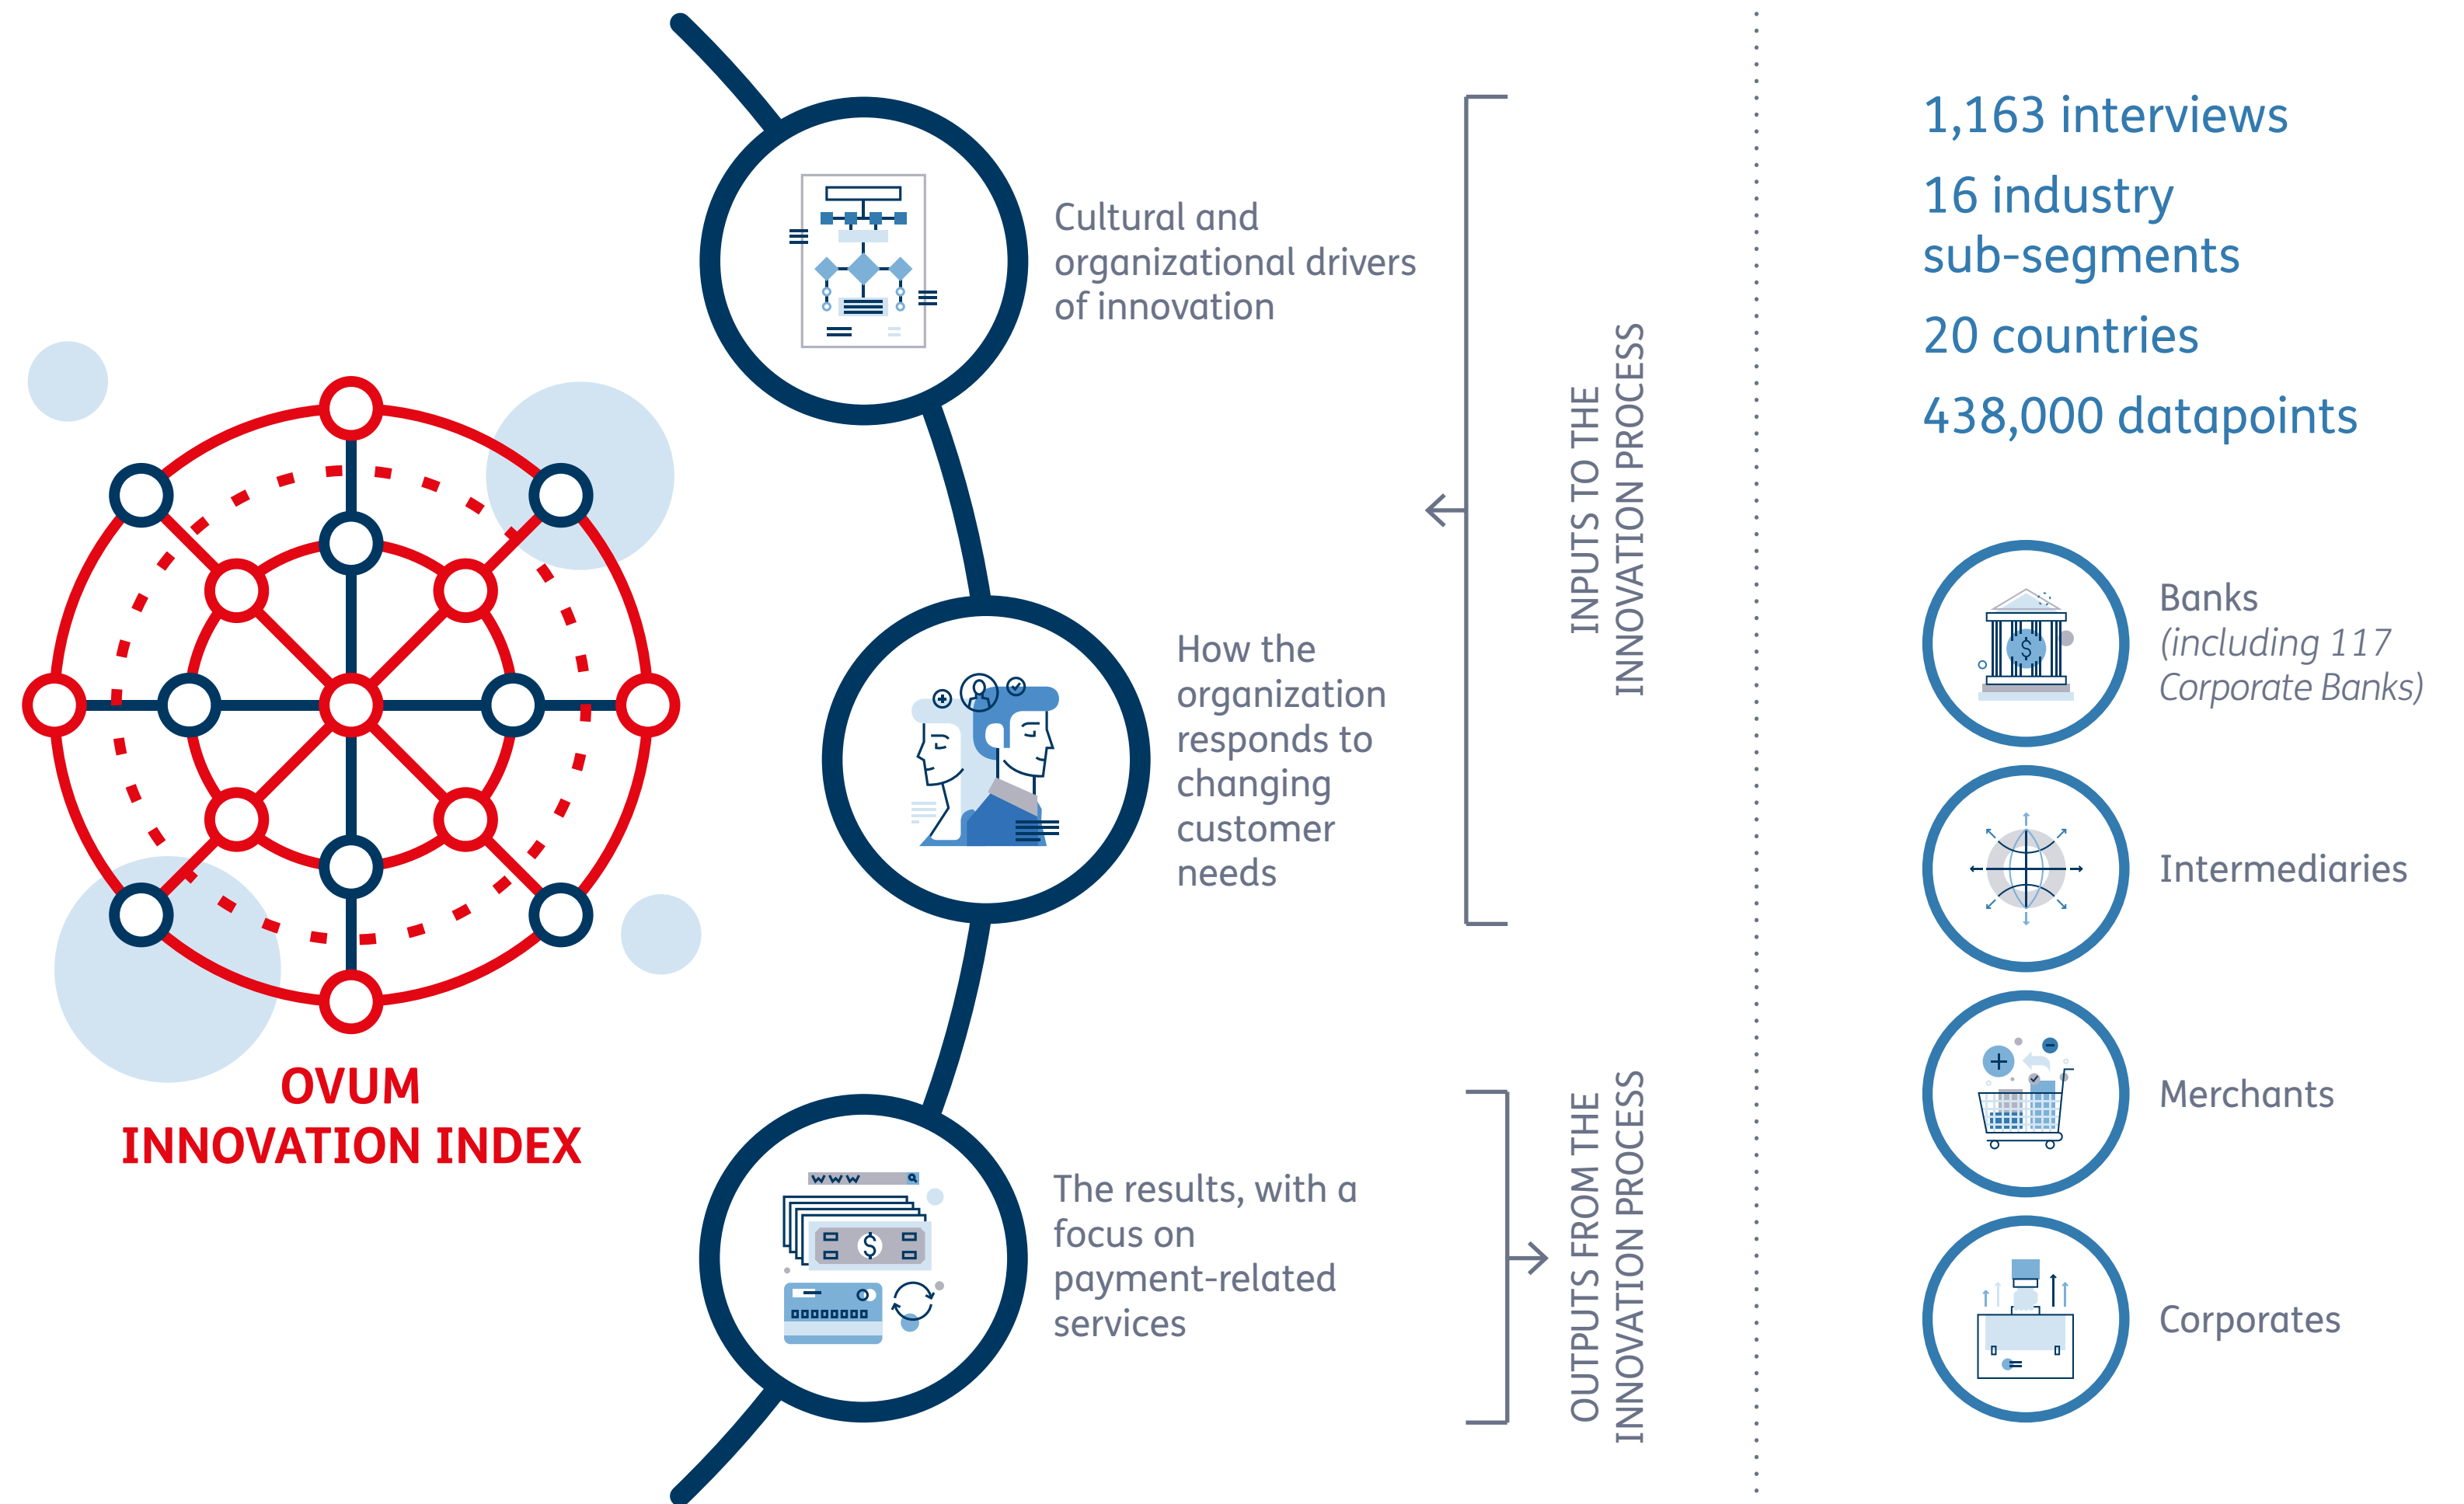 OVUM
INNOVATION INDEX
Cultural and
organizational drivers
of innovation
How the
organization
responds to
changing
customer
needs
The results, with a
focus on
payment-related
services
INPUTS TO THE
INNOVATION PROCESS
OUTPUTS FROM THE
INNOVATION PROCESS
W W W
$
1,163 interviews
16 industry
sub-segments
20 countries
438,000 datapoints
$
Banks
(including 117
Corporate Banks)
Intermediaries
Merchants
Corporates